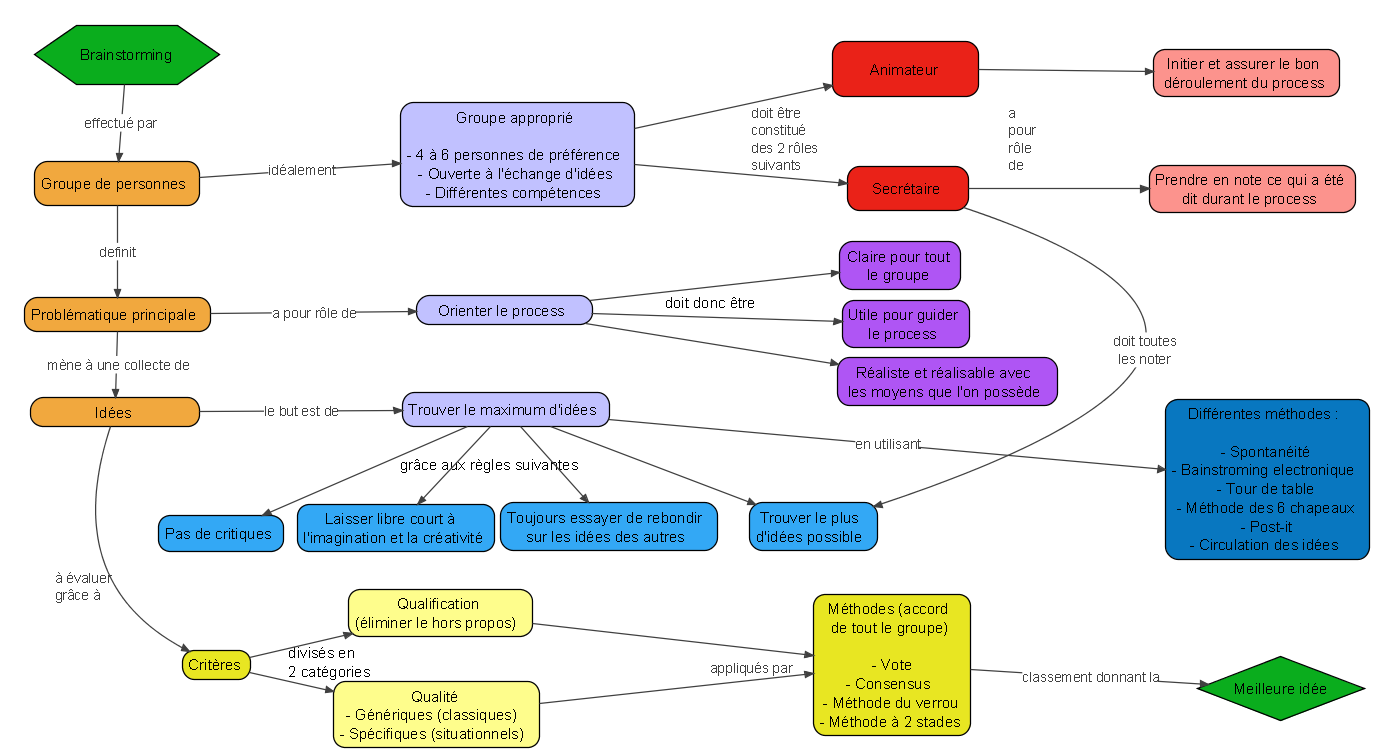 Brainstorming
effectué par
Groupe de personnes
idéalement
Groupe approprié
- 4 à 6 personnes de préférence
- Ouverte à l'échange d'idées
- Différentes compétences
doit être
constitué
des 2 rôles
suivants
Animateur
Secrétaire
a
pour
rôle
de
Initier et assurer le bon
déroulement du process
Prendre en note ce qui a été
dit durant le process
definit
Problématique principale
a pour rôle de
Orienter le process
doit donc être
Claire pour tout
le groupe
Utile pour guider
le process
Réaliste et réalisable avec
les moyens que l'on possède
doit toutes
les noter
mène à une collecte de
Idées
le but est de
Trouver le maximum d'idées
en utilisant
Différentes méthodes :
- Spontanéité
- Bainstroming electronique
- Tour de table
- Méthode des 6 chapeaux
- Post-it
- Circulation des idées
grâce aux règles suivantes
Pas de critiques
Laisser libre court à
l'imagination et la créativité
Toujours essayer de rebondir
sur les idées des autres
Trouver le plus
d'idées possible
à évaluer
grâce à
Critères
divisés en
2 catégories
Qualification
(éliminer le hors propos)
Qualité
- Génériques (classiques)
- Spécifiques (situationnels)
appliqués par
Méthodes (accord
de tout le groupe)
- Vote
- Consensus
- Méthode du verrou
- Méthode à 2 stades
classement donnant la
Meilleure idée